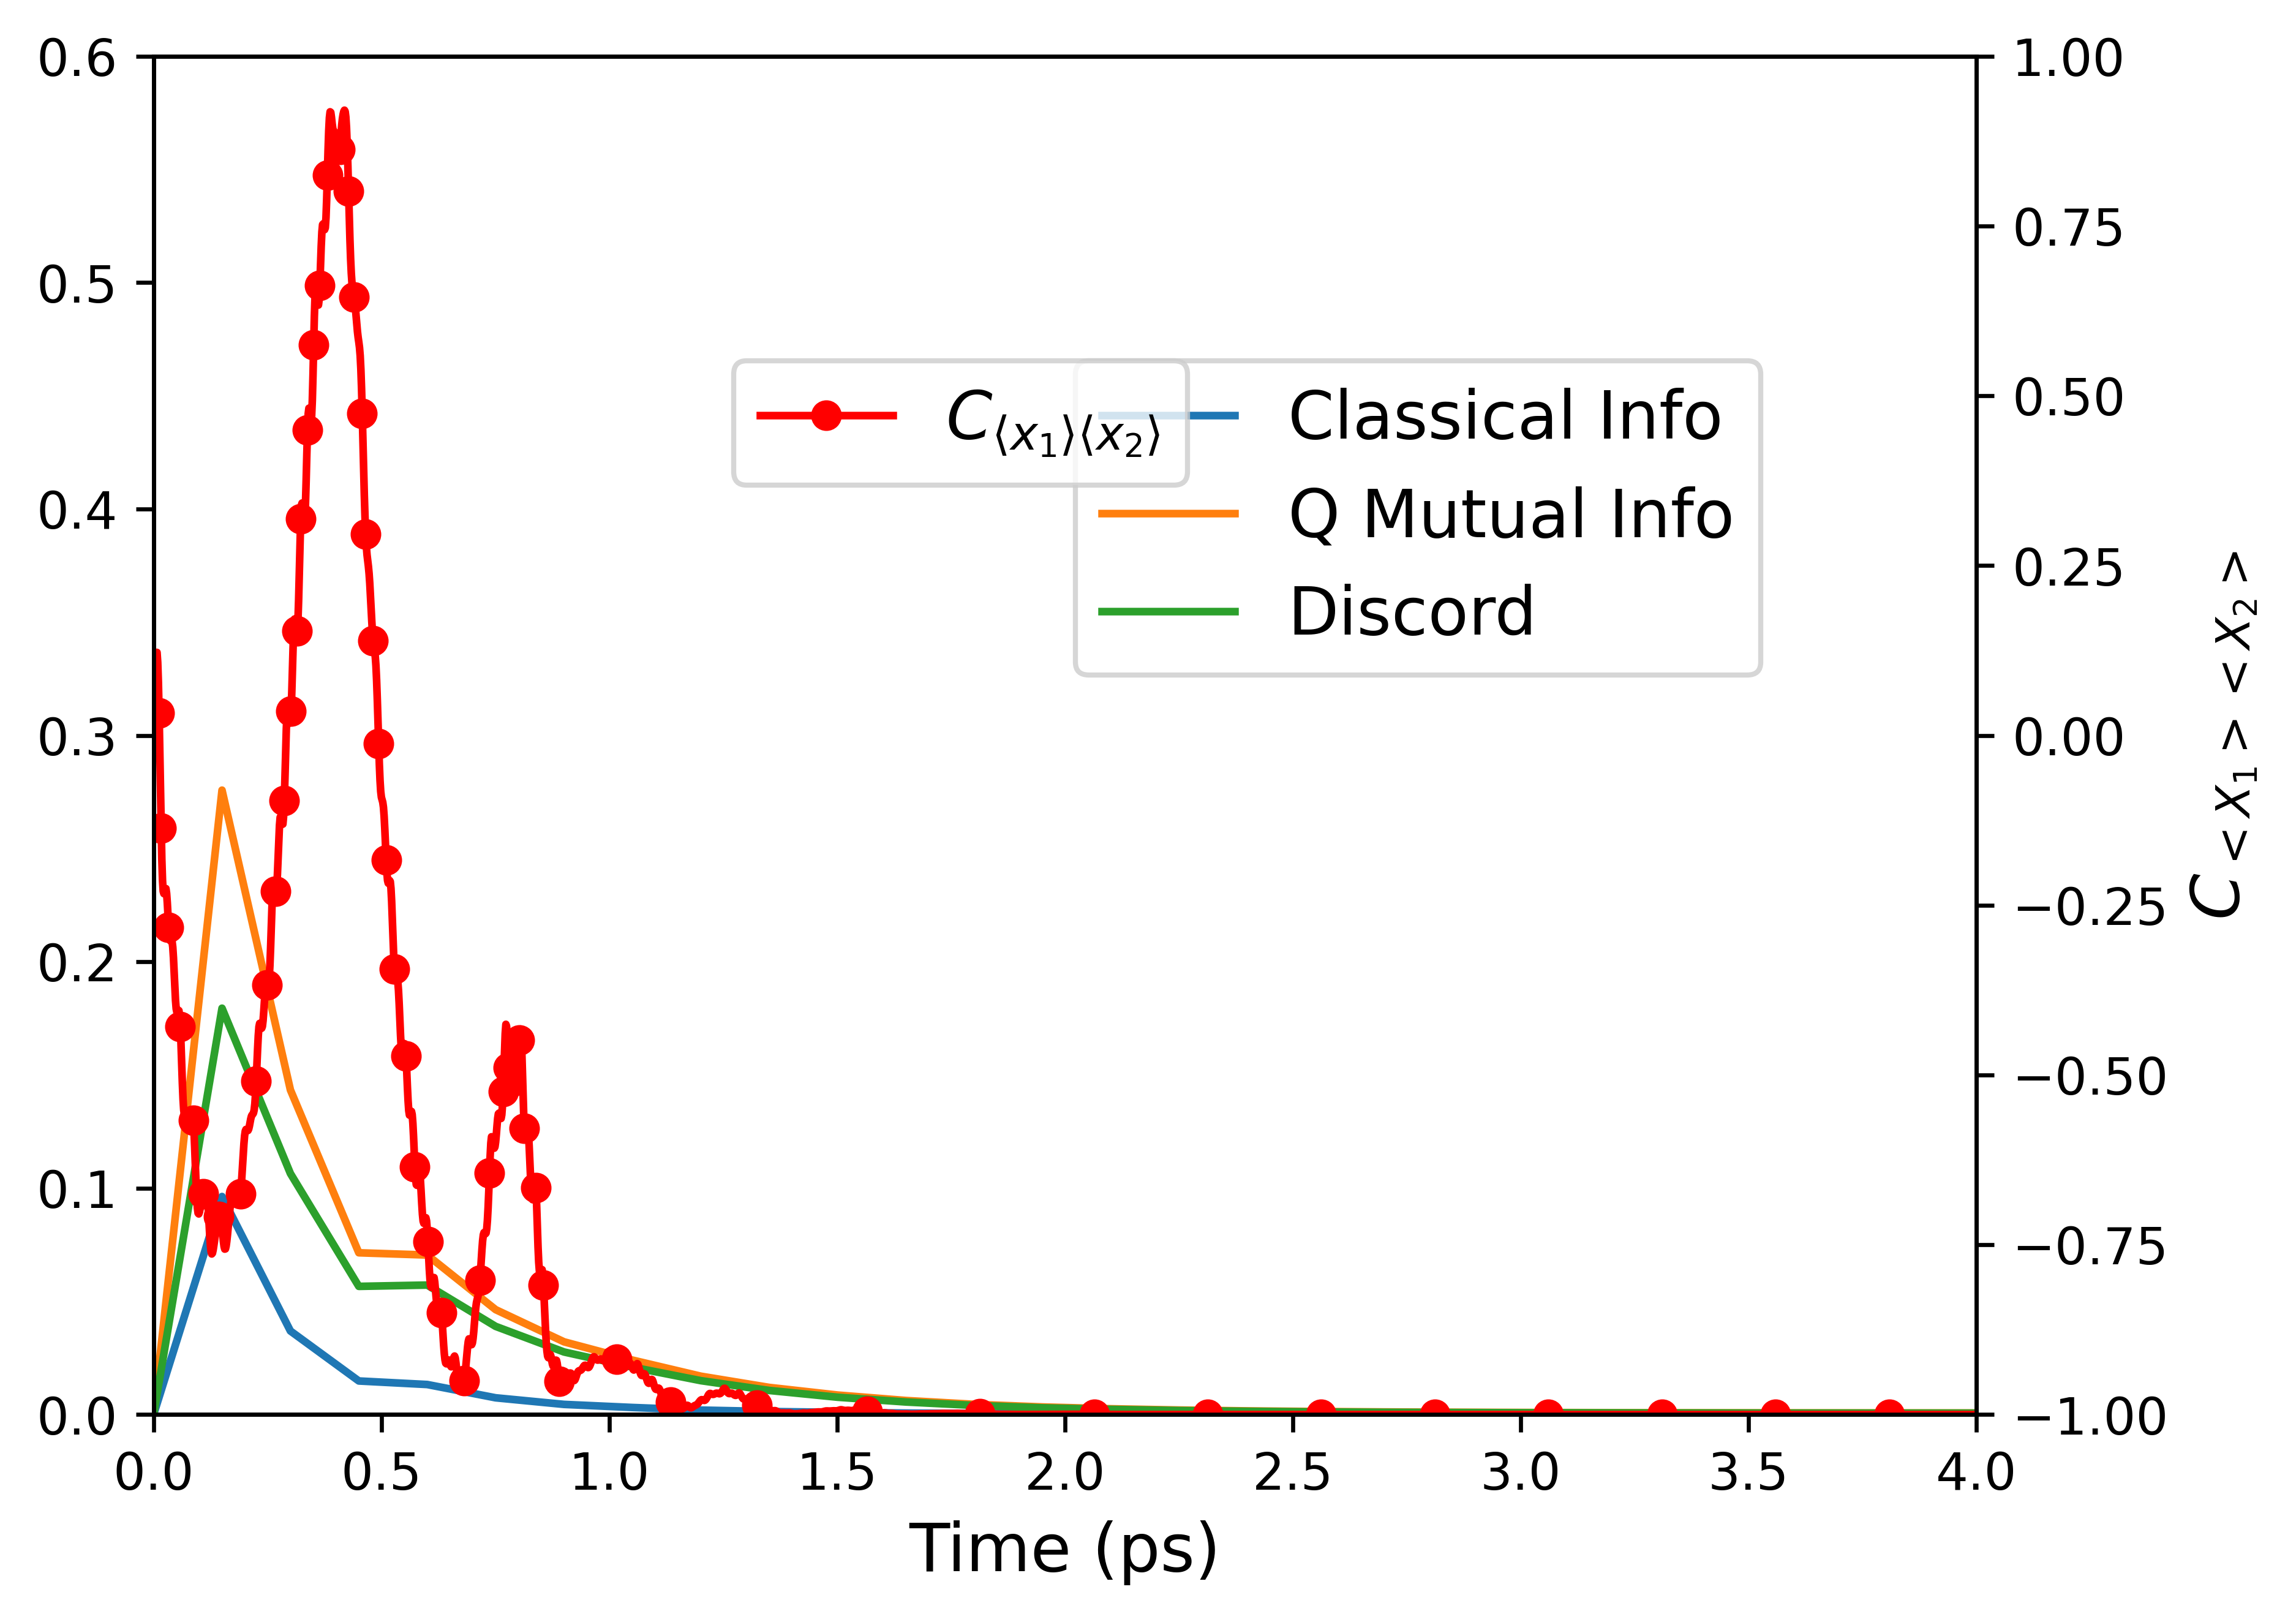 0.6
0.5
0.4
0.3
0.2
0.1
0.0
1.00
0.75
0.50
0.25
0.00
−0.25
−0.50
−0.75
−1.00
C⟨x₁⟩⟨x₂⟩
Classical Info
Q Mutual Info
Discord
C<X₁><X₂>
0.0 0.5 1.0 1.5 2.0 2.5 3.0 3.5 4.0
Time (ps)